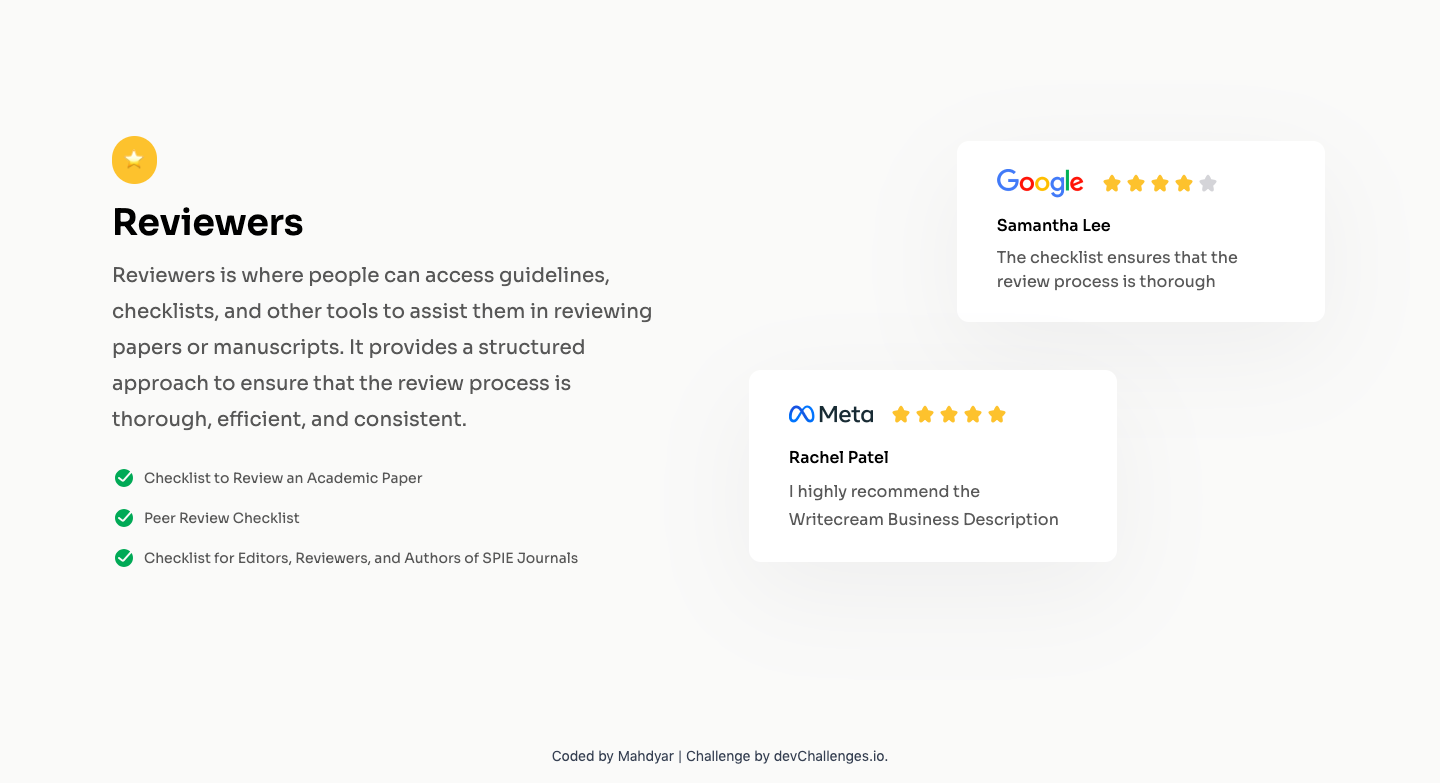 Reviewers
Reviewers is where people can access guidelines,
checklists, and other tools to assist them in reviewing
papers or manuscripts. It provides a structured
approach to ensure that the review process is
thorough, efficient, and consistent.
Checklist to Review an Academic Paper
Peer Review Checklist
Checklist for Editors, Reviewers, and Authors of SPIE Journals
Google
Samantha Lee
The checklist ensures that the
review process is thorough
Meta
Rachel Patel
I highly recommend the
Writecream Business Description
Coded by Mahdyar | Challenge by devChallenges.io.